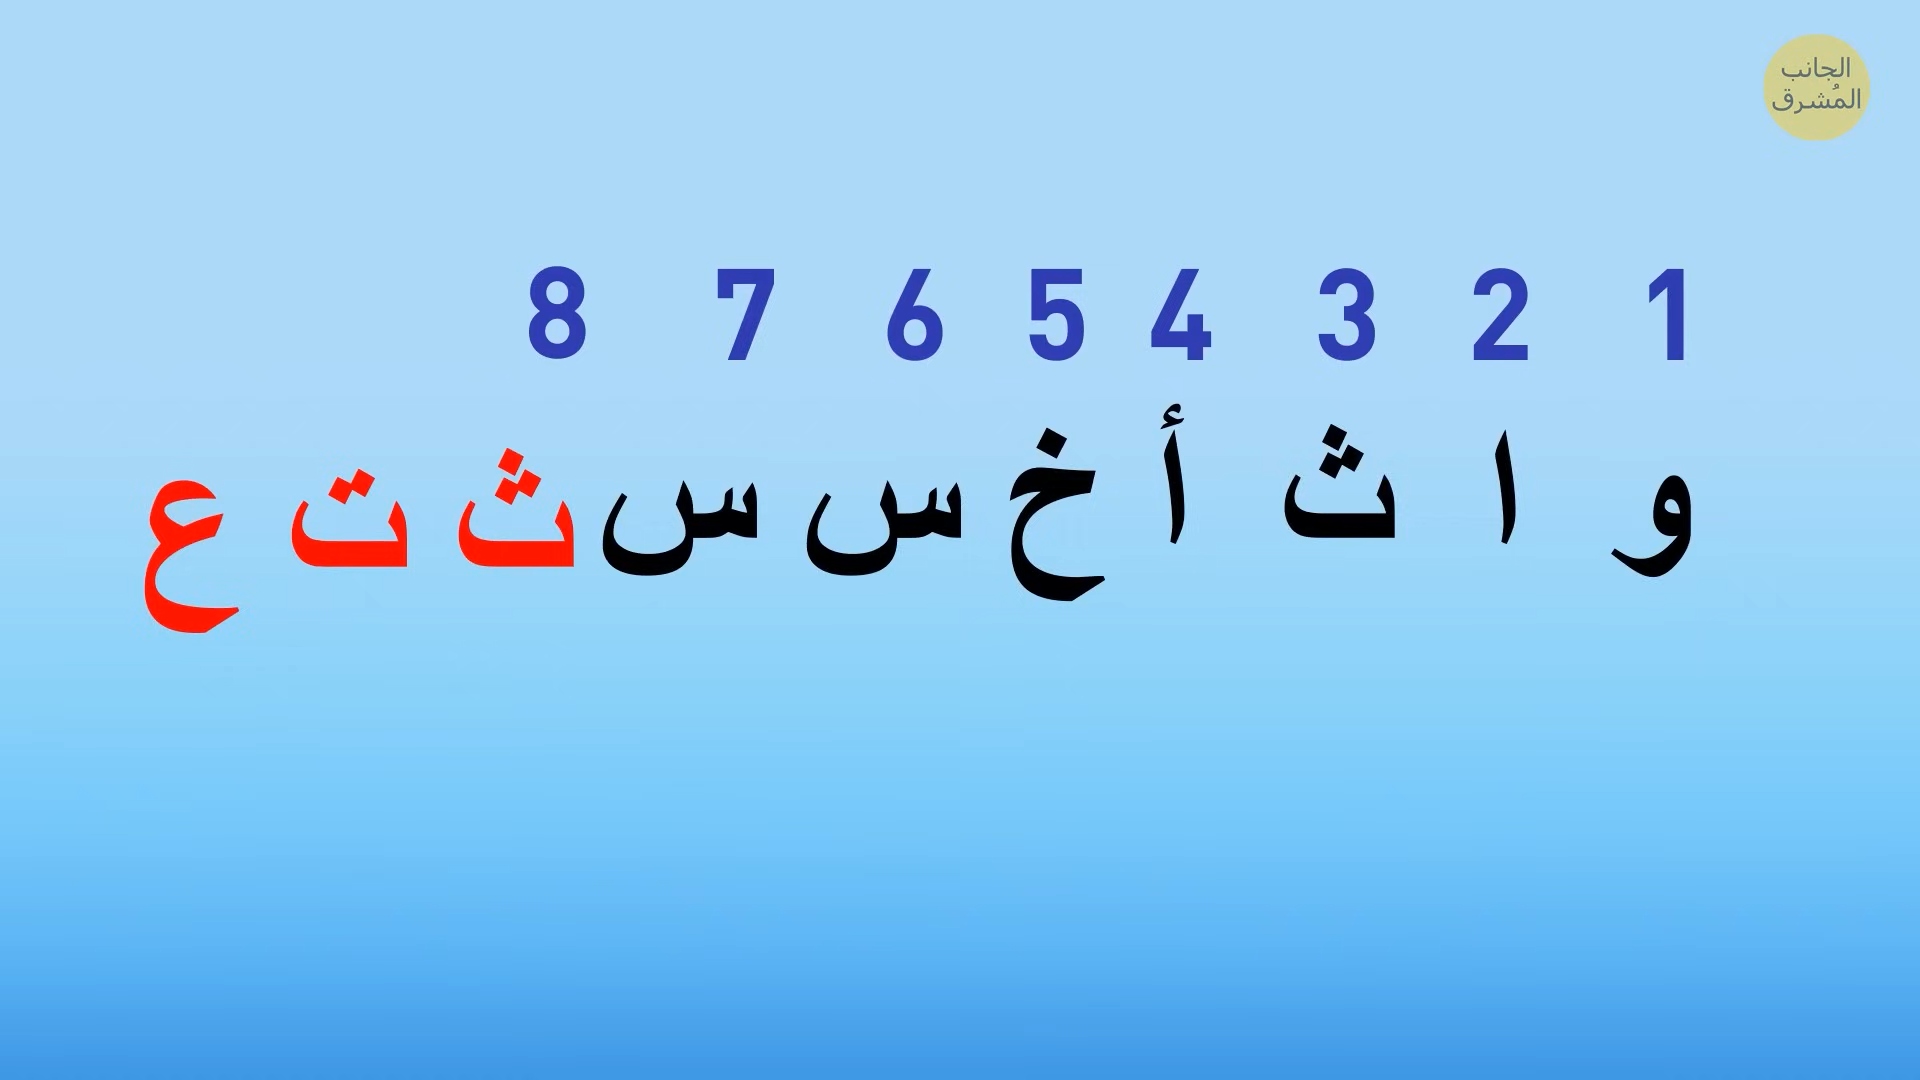 الجانب
المُشرق
1 2 3 4 5 6 7 8
و ا ث أ خ س س ث ت ع